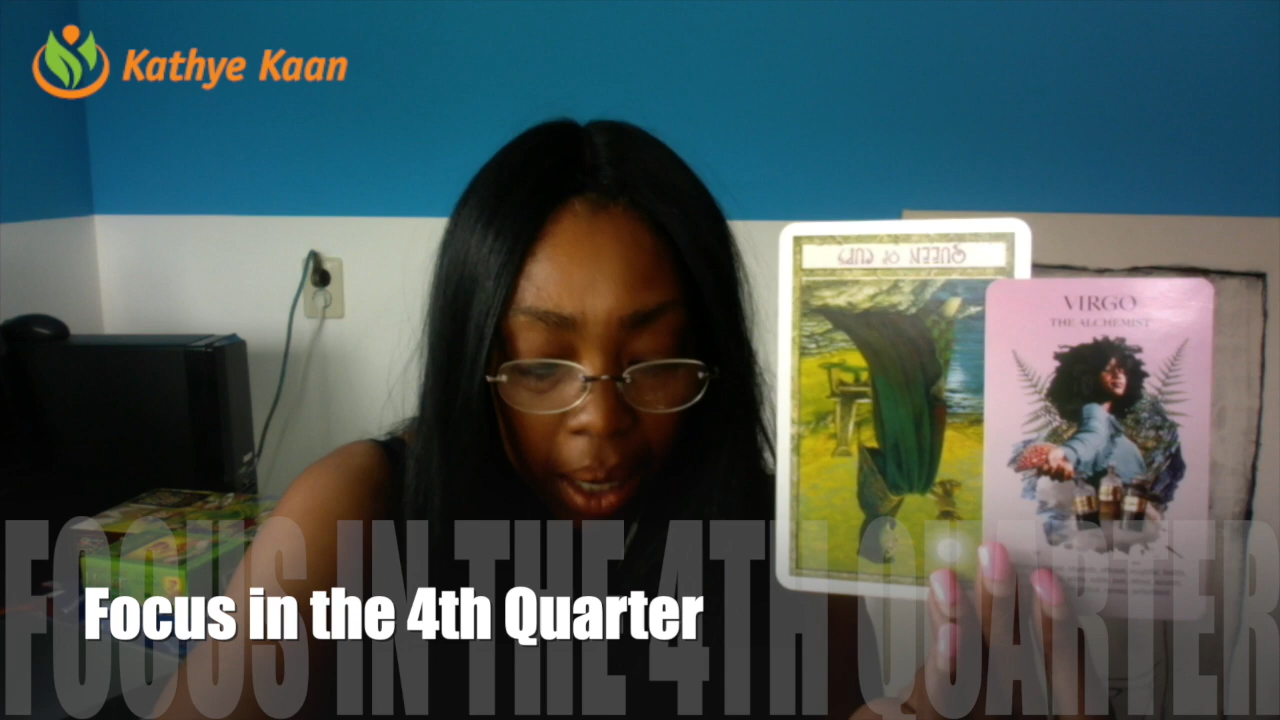 Kathye Kaan
QUEEN OF CUPS
VIRGO
THE ALCHEMIST
FOCUS IN THE 4TH QUARTER
Focus in the 4th Quarter